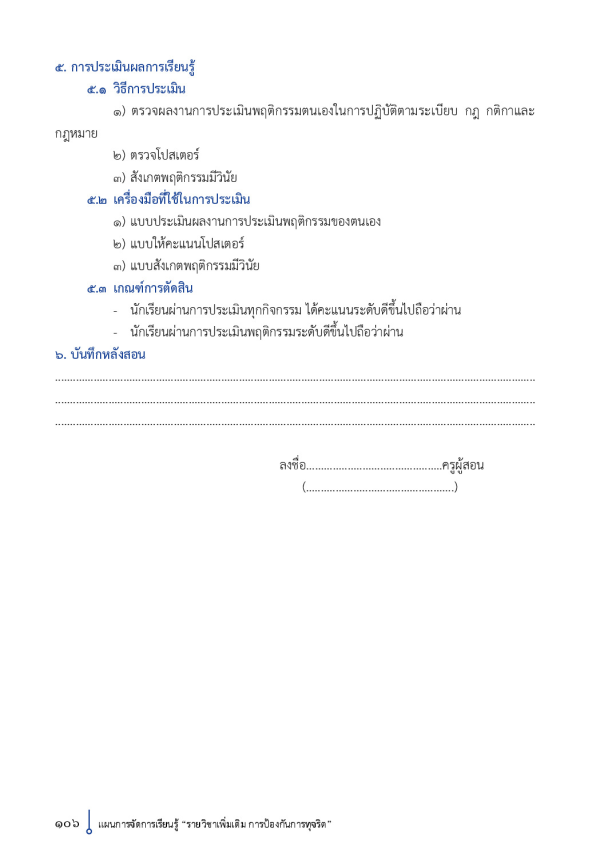 ๕. การประเมินผลการเรียนรู้
๕.๑ วิธีการประเมิน
๑) ตรวจผลงานการประเมินพฤติกรรมตนเองในการปฏิบัติตามระเบียบ กฎ กติกาและ
กฎหมาย
๒) ตรวจโปสเตอร์
๓) สังเกตพฤติกรรมมีวินัย
๕.๒ เครื่องมือที่ใช้ในการประเมิน
๑) แบบประเมินผลงานการประเมินพฤติกรรมของตนเอง
๒) แบบให้คะแนนโปสเตอร์
๓) แบบสังเกตพฤติกรรมมีวินัย
๕.๓ เกณฑ์การตัดสิน
- นักเรียนผ่านการประเมินทุกกิจกรรม ได้คะแนนระดับดีขึ้นไปถือว่าผ่าน
- นักเรียนผ่านการประเมินพฤติกรรมระดับดีขึ้นไปถือว่าผ่าน
๖. บันทึกหลังสอน
................................................................................................................................................................
................................................................................................................................................................
................................................................................................................................................................
ลงชื่อ..............................................ครูผู้สอน
(..................................................)
๑๐๖ แผนการจัดการเรียนรู้ “รายวิชาเพิ่มเติม การป้องกันการทุจริต”